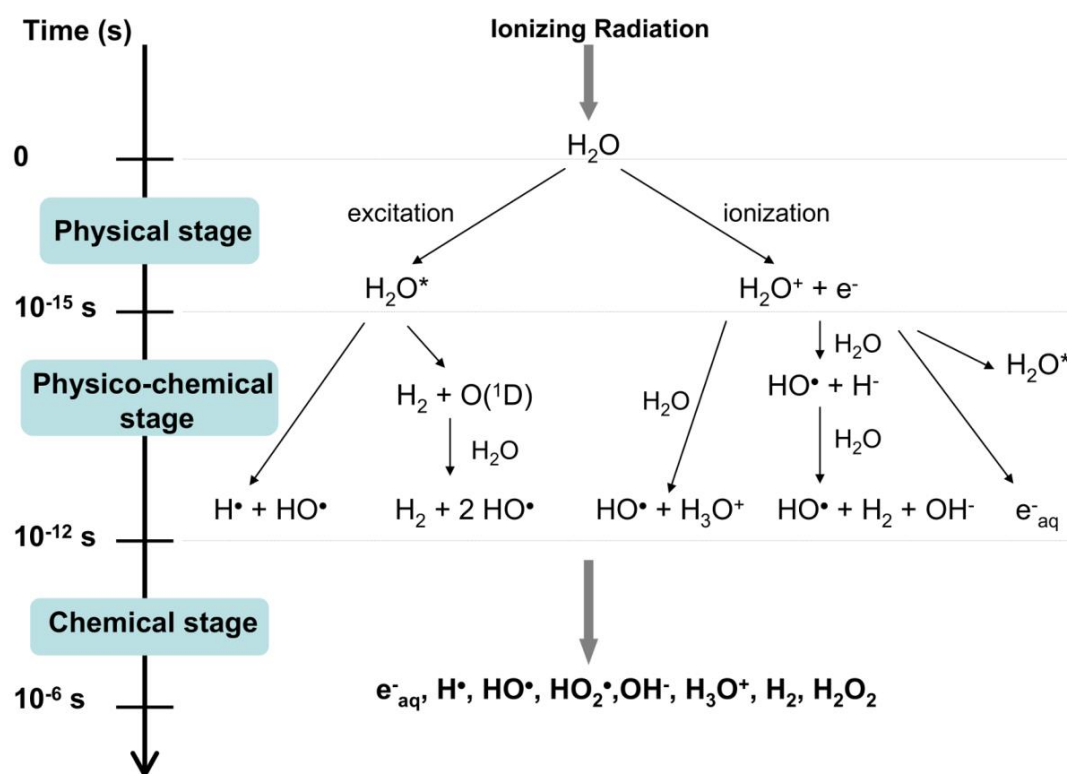 Time (s)
Ionizing Radiation
0
H₂O
excitation
ionization
Physical stage
H₂O*
H₂O⁺ + e⁻
10⁻¹⁵ s
H₂O
H₂O*
Physico-chemical
stage
H₂ + O(¹D)
H₂O
HO• + H⁻
H₂O
H₂O
H• + HO•
H₂ + 2 HO•
HO• + H₃O⁺
HO• + H₂ + OH⁻
e⁻aq
10⁻¹² s
Chemical stage
10⁻⁶ s
e⁻aq, H•, HO•, HO₂•,OH⁻, H₃O⁺, H₂, H₂O₂